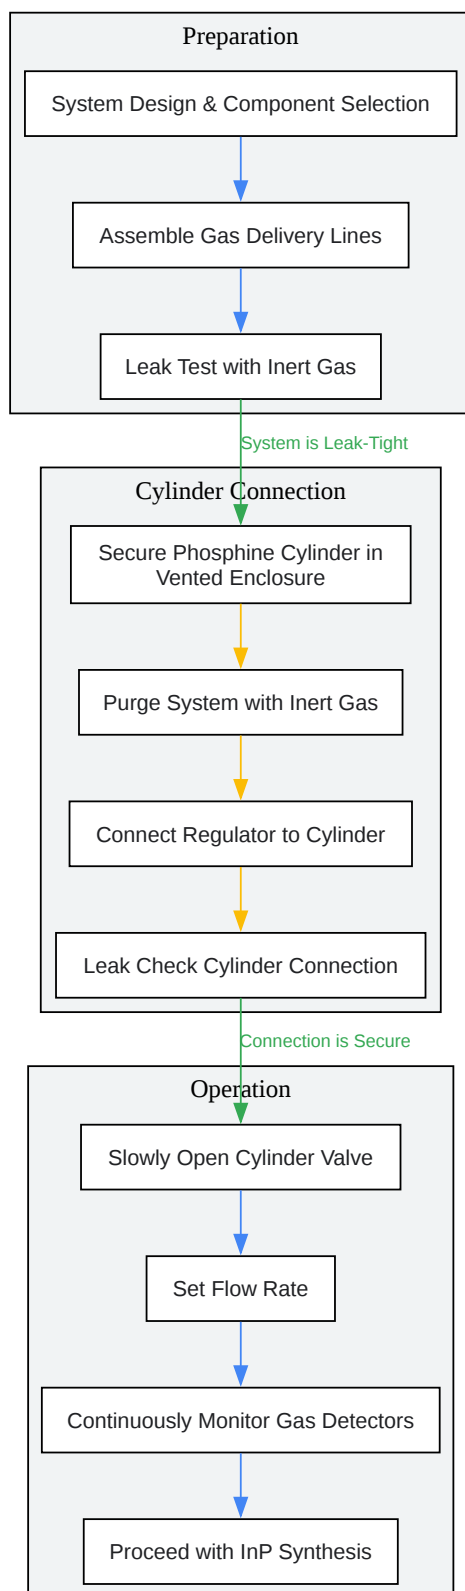 Preparation
System Design & Component Selection
Assemble Gas Delivery Lines
Leak Test with Inert Gas
System is Leak-Tight
Cylinder Connection
Secure Phosphine Cylinder in
Vented Enclosure
Purge System with Inert Gas
Connect Regulator to Cylinder
Leak Check Cylinder Connection
Connection is Secure
Operation
Slowly Open Cylinder Valve
Set Flow Rate
Continuously Monitor Gas Detectors
Proceed with InP Synthesis